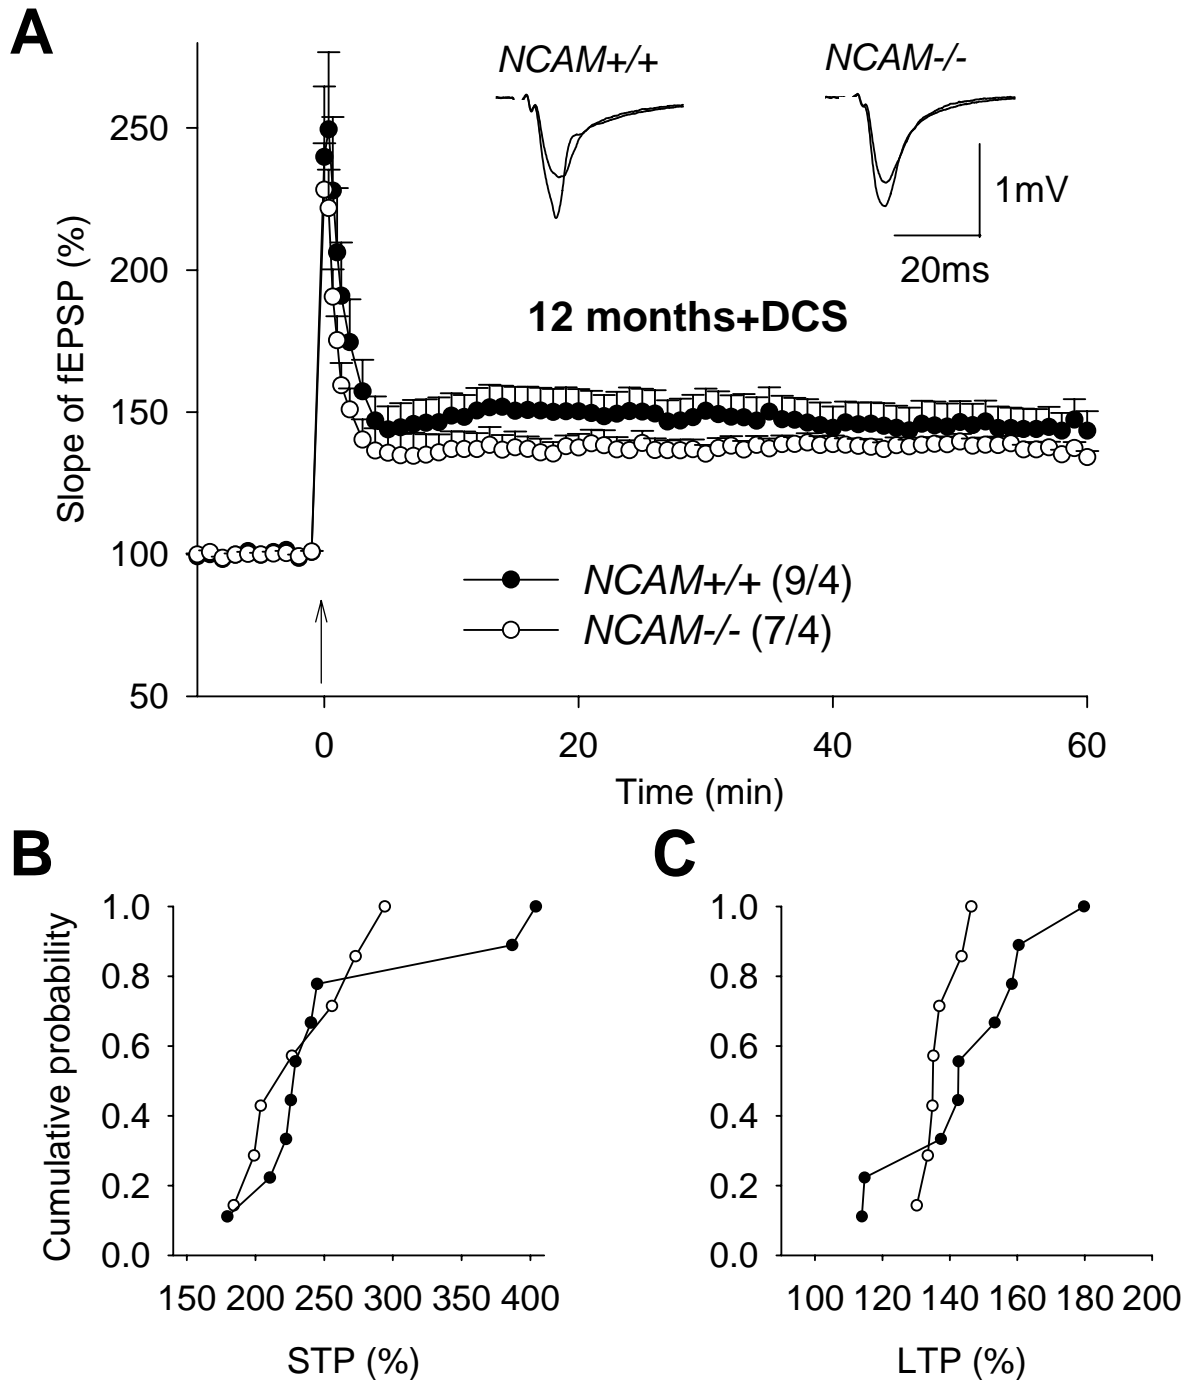 A
NCAM+/+
NCAM-/-
250
200
150
100
50
Slope of fEPSP (%)
1mV
20ms
12 months+DCS
NCAM+/+ (9/4)
NCAM-/- (7/4)
0 20 40 60
Time (min)
B
1.0
0.8
0.6
0.4
0.2
0.0
Cumulative probability
150 200 250 300 350 400
STP (%)
C
1.0
0.8
0.6
0.4
0.2
0.0
100 120 140 160 180 200
LTP (%)